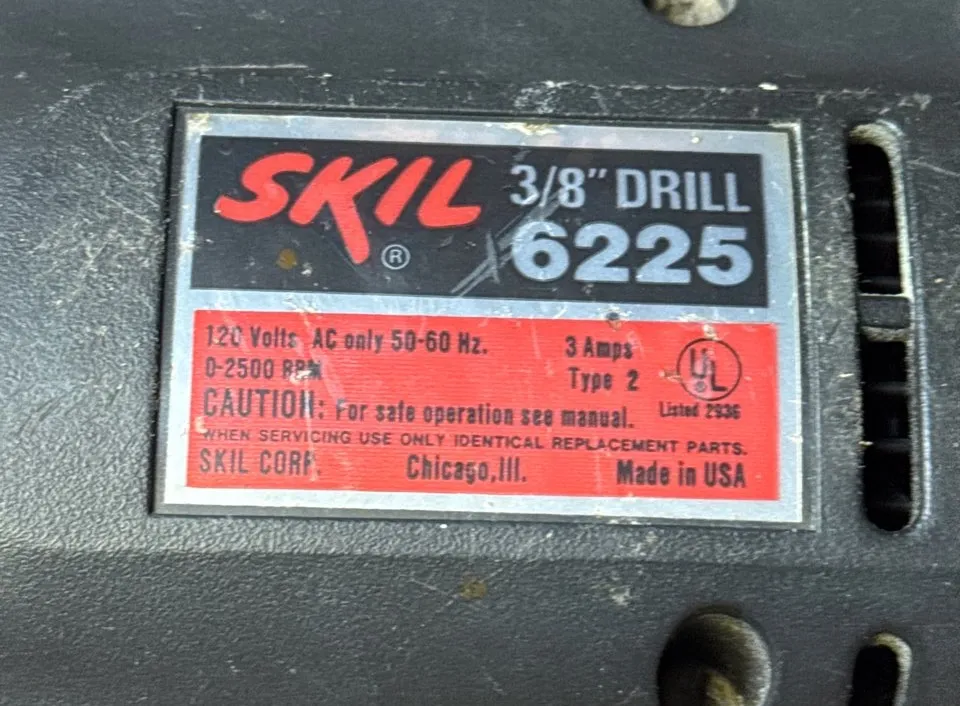 SKIL ®
3/8" DRILL
6225
120 Volts AC only 50-60 Hz. 3 Amps
0-2500 RPM Type 2
UL ®
Listed 2936
CAUTION: For safe operation see manual.
WHEN SERVICING USE ONLY IDENTICAL REPLACEMENT PARTS.
SKIL CORP. Chicago, Ill. Made in USA